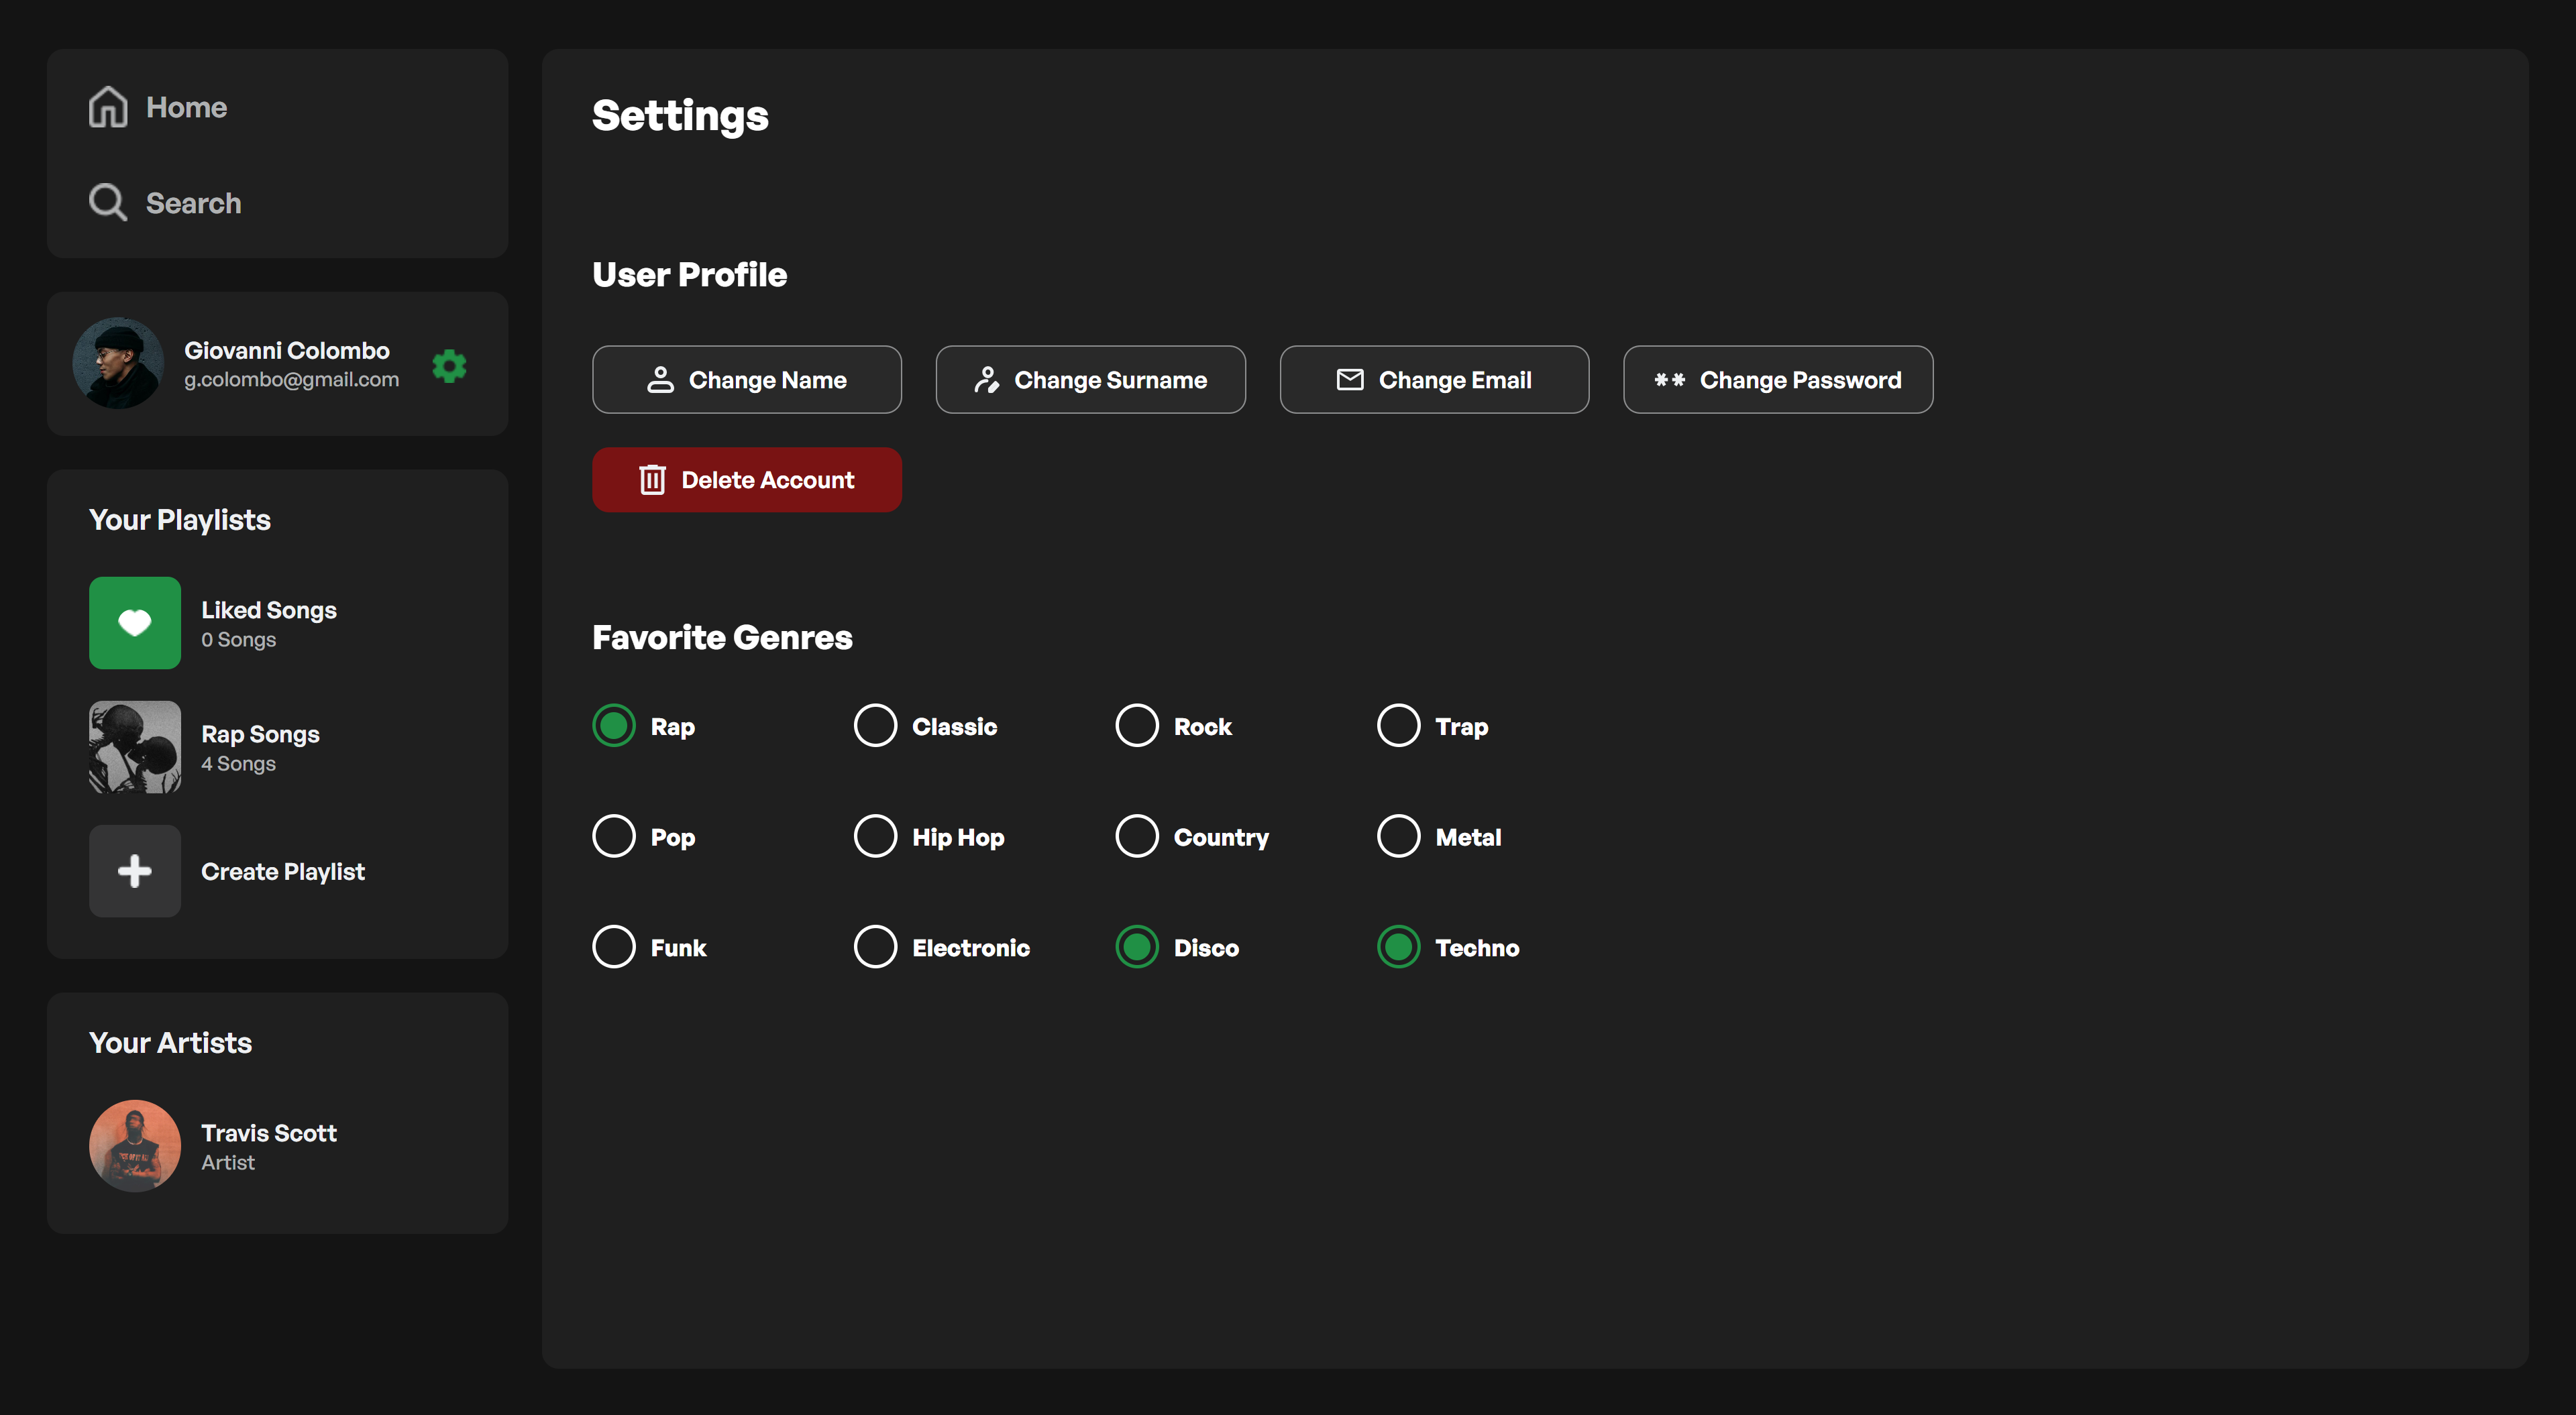 Home
Search
Giovanni Colombo
g.colombo@gmail.com
Your Playlists
Liked Songs
0 Songs
Rap Songs
4 Songs
Create Playlist
Your Artists
Travis Scott
Artist
Settings
User Profile
Change Name
Change Surname
Change Email
** Change Password
Delete Account
Favorite Genres
Rap
Classic
Rock
Trap
Pop
Hip Hop
Country
Metal
Funk
Electronic
Disco
Techno